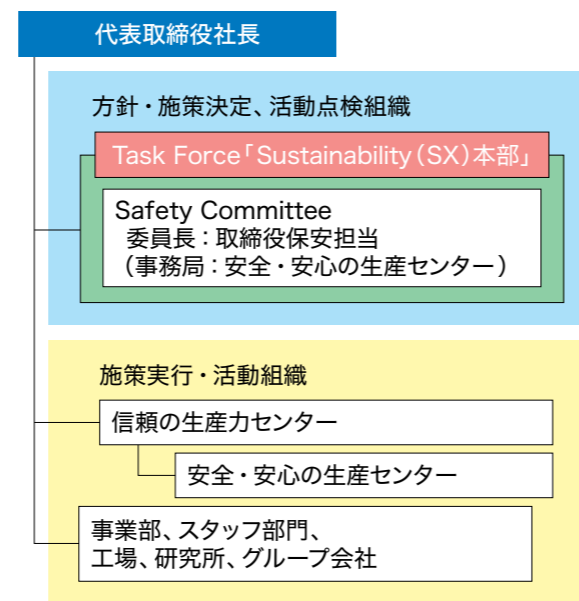 代表取締役社長
方針・施策決定、活動点検組織
Task Force「Sustainability(SX)本部」
Safety Committee
委員長：取締役保安担当
（事務局：安全・安心の生産センター）
施策実行・活動組織
信頼の生産力センター
安全・安心の生産センター
事業部、スタッフ部門、
工場、研究所、グループ会社